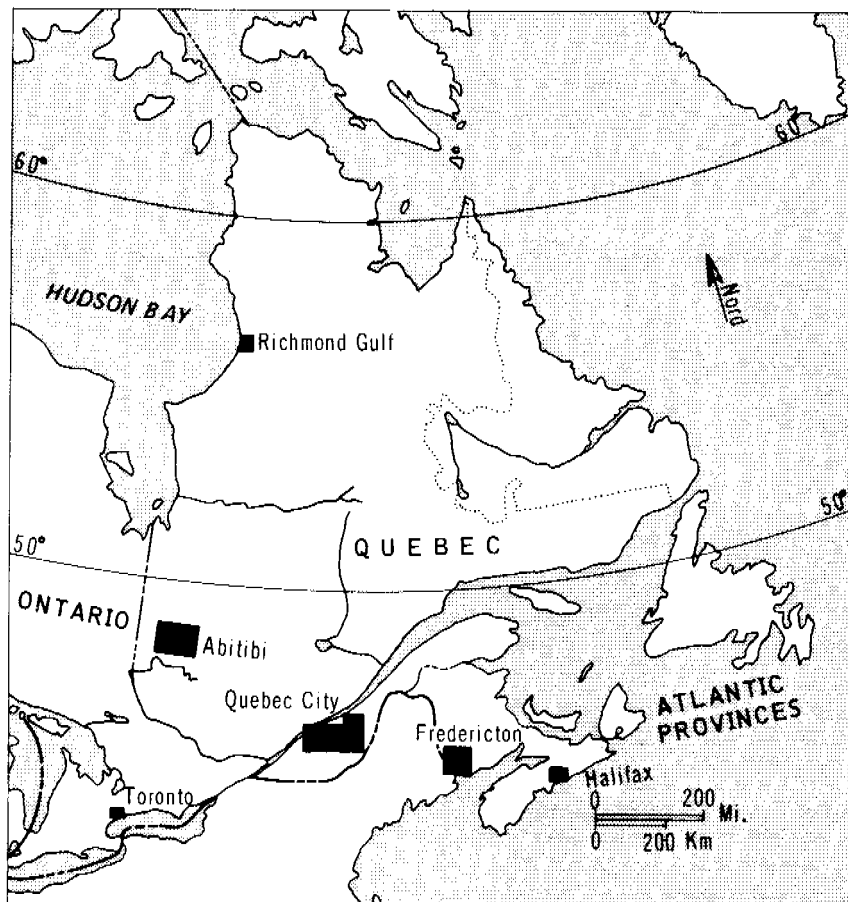 60°
60°
HUDSON BAY
Nord
Richmond Gulf
50°
50°
QUEBEC
ONTARIO
Abitibi
Quebec City
ATLANTIC
PROVINCES
Fredericton
Halifax
Toronto
0 200 Mi.
0 200 Km